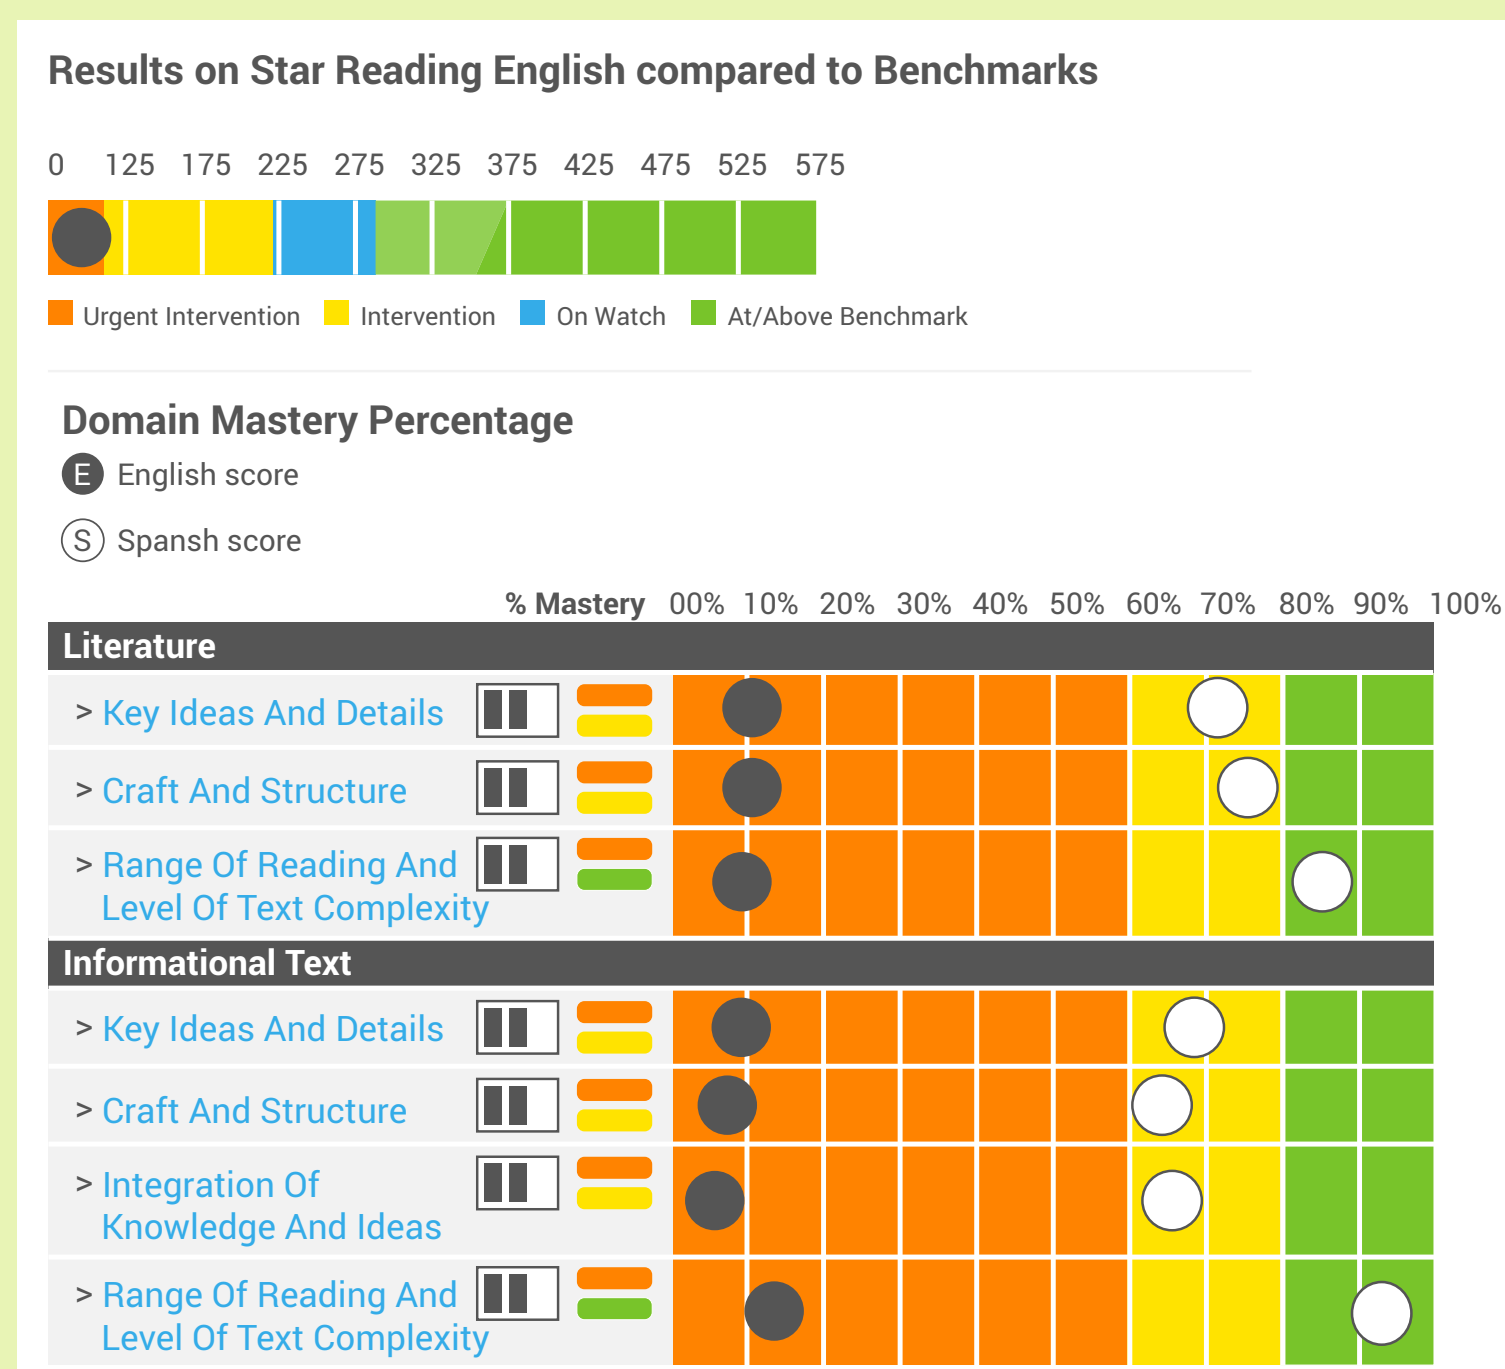 Results on Star Reading English compared to Benchmarks
0 125 175 225 275 325 375 425 475 525 575
Urgent Intervention Intervention On Watch At/Above Benchmark
Domain Mastery Percentage
E English score
S Spansh score
% Mastery 00% 10% 20% 30% 40% 50% 60% 70% 80% 90% 100%
Literature
> Key Ideas And Details
> Craft And Structure
> Range Of Reading And
Level Of Text Complexity
Informational Text
> Key Ideas And Details
> Craft And Structure
> Integration Of
Knowledge And Ideas
> Range Of Reading And
Level Of Text Complexity